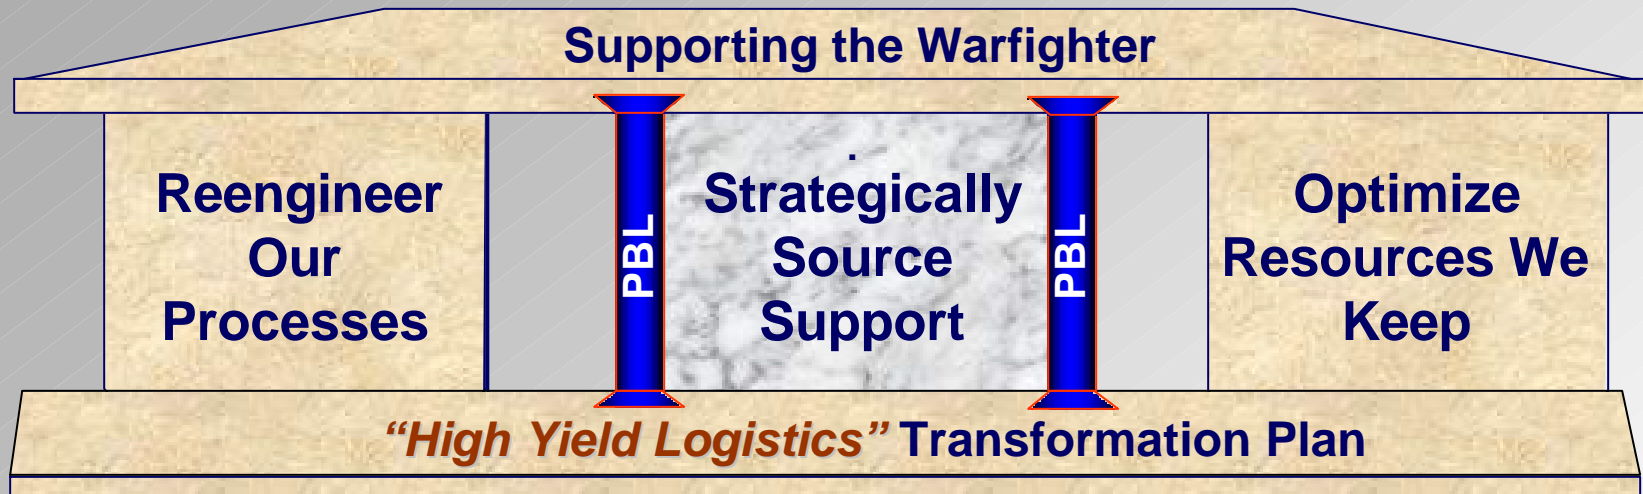 Supporting the Warfighter
Reengineer
Our
Processes
PBL
.
Strategically
Source
Support
PBL
Optimize
Resources We
Keep
“High Yield Logistics” Transformation Plan